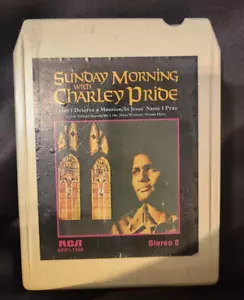 SUNDAY MORNING
WITH
CHARLEY PRIDE
I Don't Deserve a Mansion/In Jesus' Name I Pray
RCA
Stereo 8